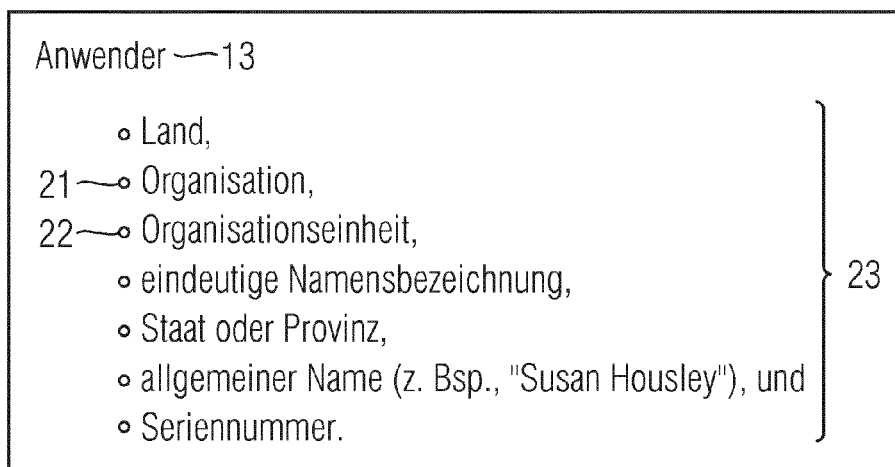 Anwender 13
∘ Land,
21 ∘ Organisation,
22 ∘ Organisationseinheit,
∘ eindeutige Namensbezeichnung,
23
∘ Staat oder Provinz,
∘ allgemeiner Name (z. Bsp., "Susan Housley"), und
∘ Seriennummer.